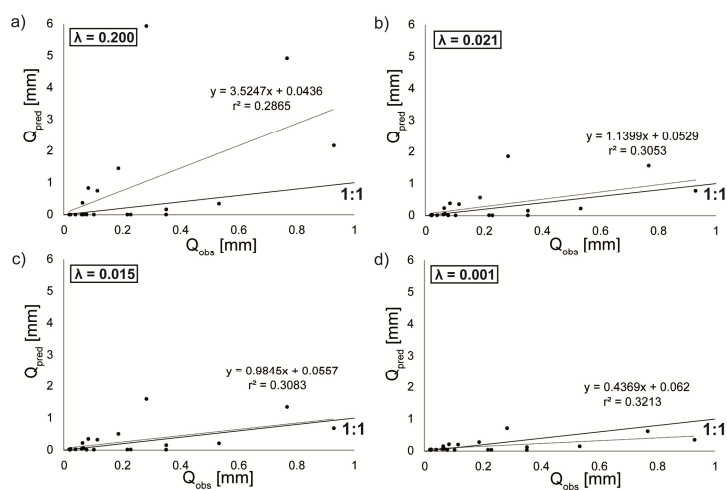 a)
λ = 0.200
Q_pred [mm]
6
5
4
3
2
1
0
y = 3.5247x + 0.0436
r² = 0.2865
1:1
0 0.2 0.4 0.6 0.8 1
Q_obs [mm]
b)
λ = 0.021
Q_pred [mm]
6
5
4
3
2
1
0
y = 1.1399x + 0.0529
r² = 0.3053
1:1
0 0.2 0.4 0.6 0.8 1
Q_obs [mm]
c)
λ = 0.015
Q_pred [mm]
6
5
4
3
2
1
0
y = 0.9845x + 0.0557
r² = 0.3083
1:1
0 0.2 0.4 0.6 0.8 1
Q_obs [mm]
d)
λ = 0.001
Q_pred [mm]
6
5
4
3
2
1
0
y = 0.4369x + 0.062
r² = 0.3213
1:1
0 0.2 0.4 0.6 0.8 1
Q_obs [mm]